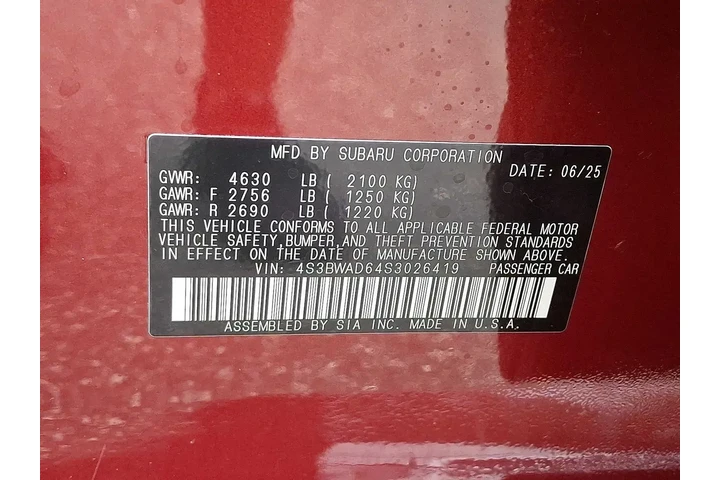 MFD BY SUBARU CORPORATION
DATE: 06/25
GVWR: 4630 LB ( 2100 KG)
GAWR: F 2756 LB ( 1250 KG)
GAWR: R 2690 LB ( 1220 KG)
THIS VEHICLE CONFORMS TO ALL APPLICABLE FEDERAL MOTOR
VEHICLE SAFETY, BUMPER, AND THEFT PREVENTION STANDARDS
IN EFFECT ON THE DATE OF MANUFACTURE SHOWN ABOVE.
VIN: 4S3BWAD64S3026419 PASSENGER CAR
ASSEMBLED BY SIA INC. MADE IN U.S.A.